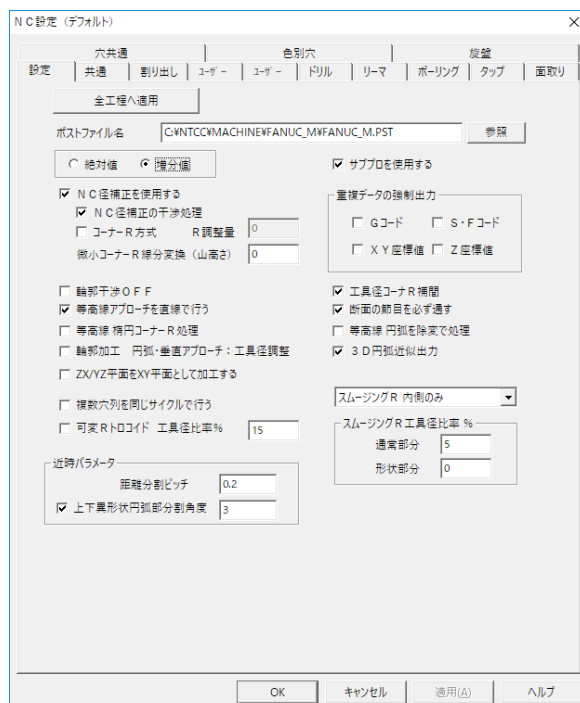 NC設定 (デフォルト)
穴共通 色別穴 旋盤
設定 共通 割り出し ユーザー ユーザー ドリル リーマ ボーリング タップ 面取り
全工程へ適用
ポストファイル名 C:¥NTCC¥MACHINE¥FANUC_M¥FANUC_M.PST 参照
絶対値 増分値 サブプロを使用する
NC径補正を使用する 重複データの強制出力
NC径補正の干渉処理
コーナーR方式 R調整量 0 Gコード S・Fコード
微小コーナーR線分変換 (山高さ) 0 XY座標値 Z座標値
輪郭干渉OFF 工具径コーナR補間
等高線アプローチを直線で行う 断面の節目を必ず通す
等高線 楕円コーナーR処理 等高線 円弧を除変で処理
輪郭加工 円弧・垂直アプローチ:工具径調整 3D円弧近似出力
ZX/YZ平面をXY平面として加工する
複数穴列を同じサイクルで行う スムージングR 内側のみ
可変Rトロコイド 工具径比率% 15 スムージングR工具径比率 %
通常部分 5
近時パラメータ 形状部分 0
距離分割ピッチ 0.2
上下異形状円弧部分割角度 3
OK キャンセル 適用(A) ヘルプ